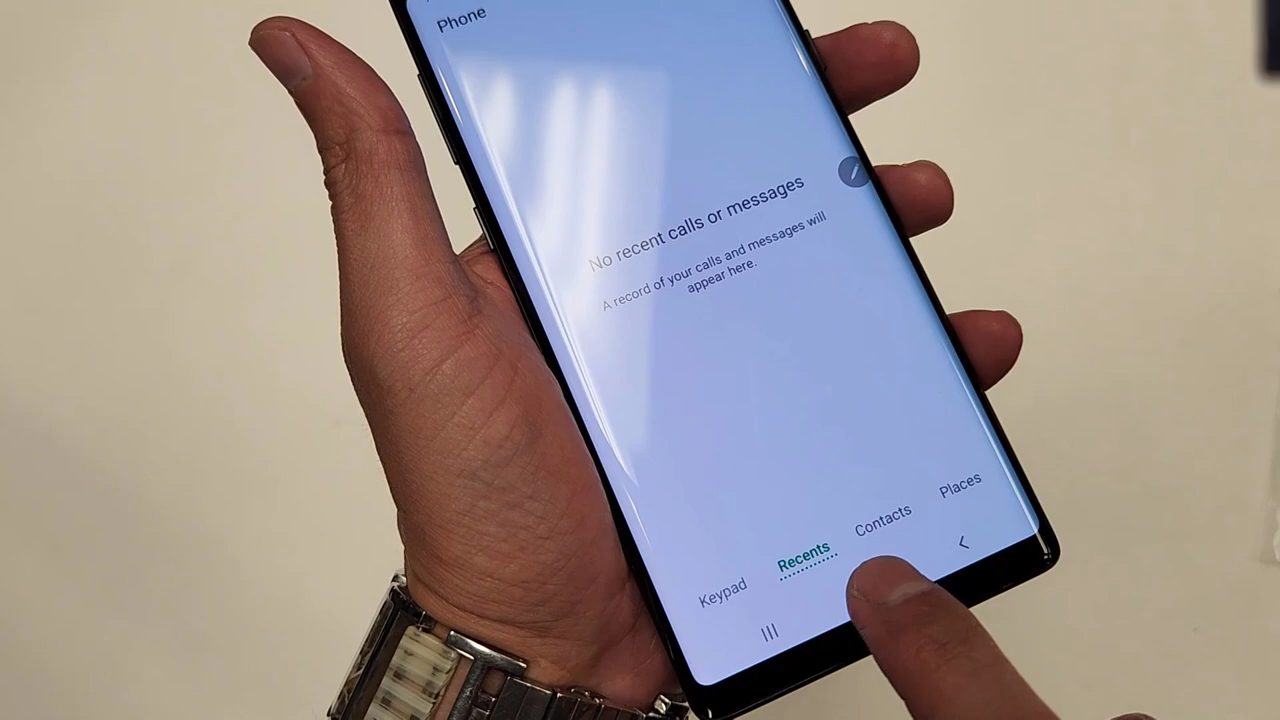 Phone
No recent calls or messages
A record of your calls and messages will
appear here.
Keypad
Recents
Contacts
Places